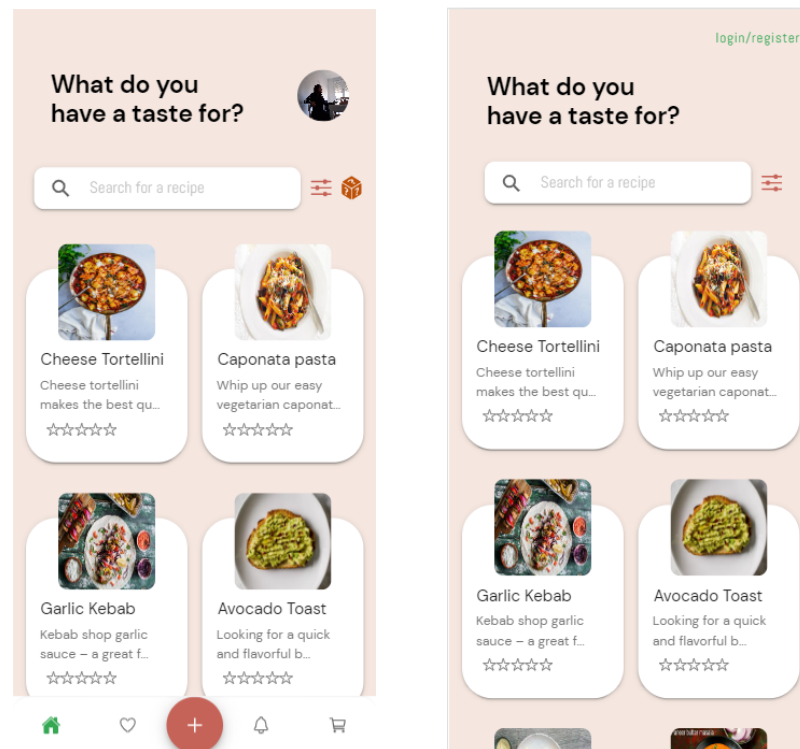 What do you
have a taste for?
Search for a recipe
Cheese Tortellini
Cheese tortellini
makes the best qu...
Caponata pasta
Whip up our easy
vegetarian caponat...
Garlic Kebab
Kebab shop garlic
sauce – a great f...
Avocado Toast
Looking for a quick
and flavorful b...
login/register
What do you
have a taste for?
Search for a recipe
Cheese Tortellini
Cheese tortellini
makes the best qu...
Caponata pasta
Whip up our easy
vegetarian caponat...
Garlic Kebab
Kebab shop garlic
sauce – a great f...
Avocado Toast
Looking for a quick
and flavorful b...